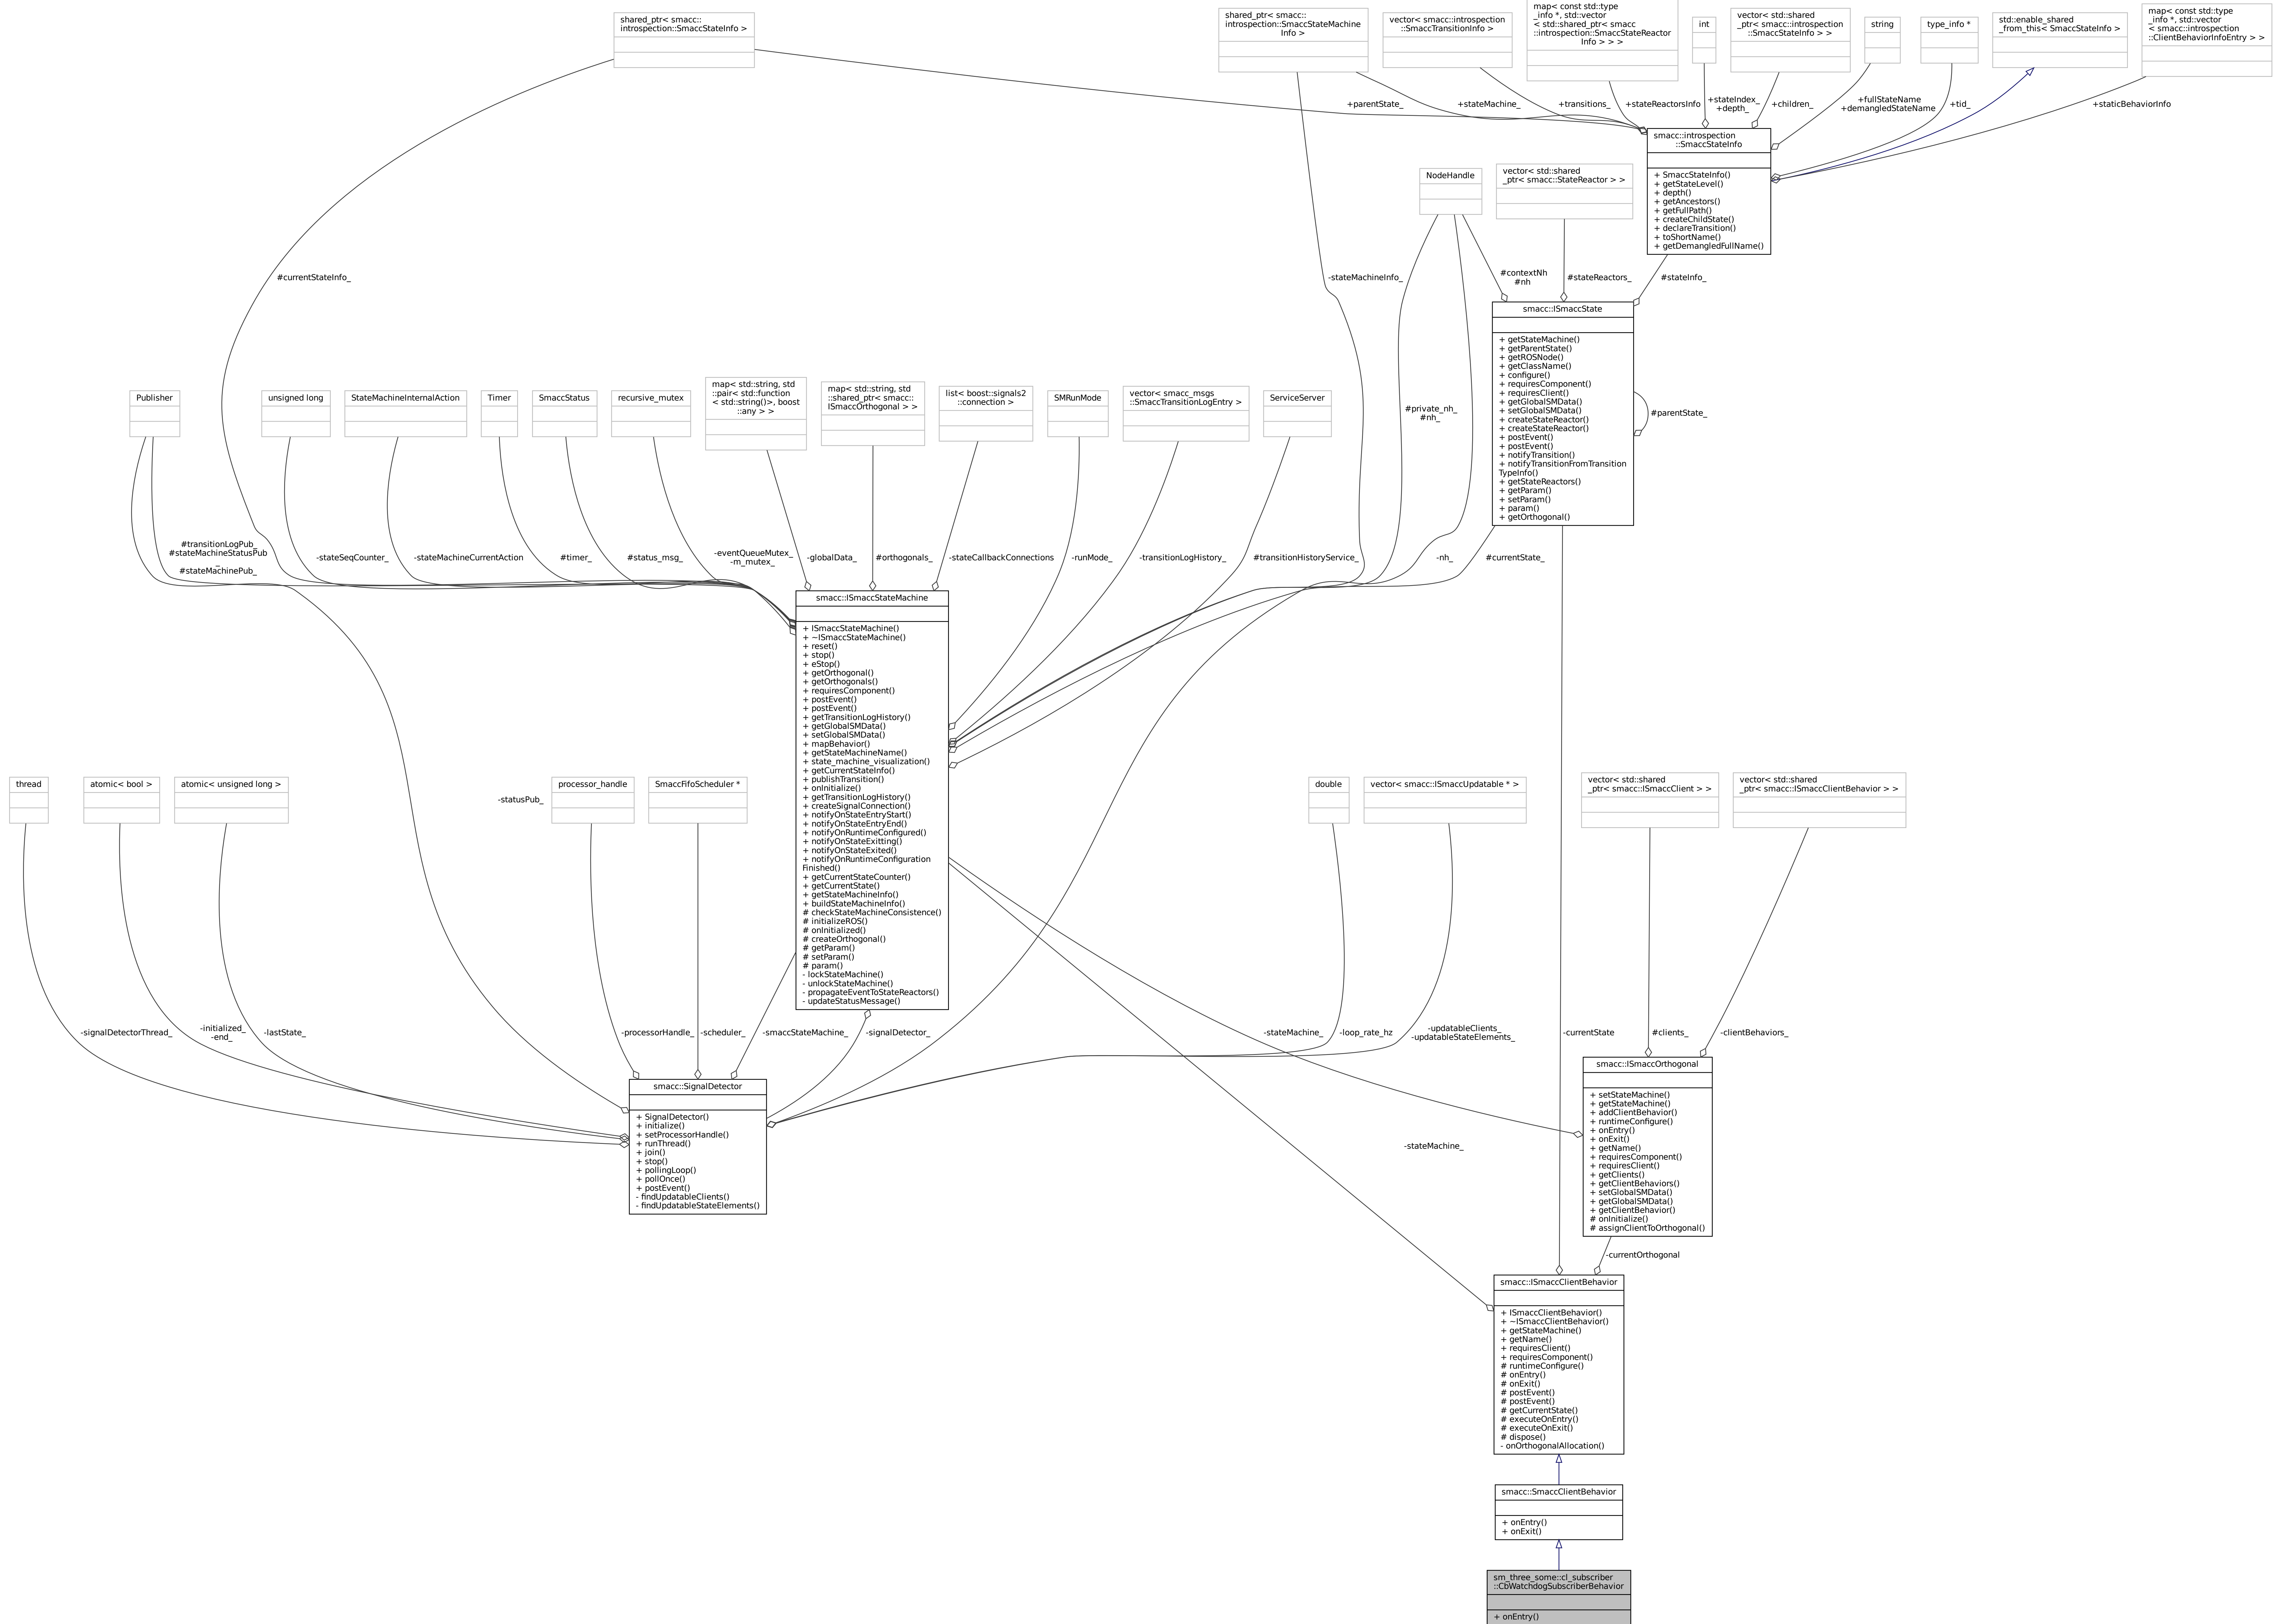 shared_ptr< smacc::
introspection::SmaccStateInfo >
shared_ptr< smacc::
introspection::SmaccStateMachine
Info >
vector< smacc::introspection
::SmaccTransitionInfo >
map< const std::type
_info *, std::vector
< std::shared_ptr< smacc
::introspection::SmaccStateReactor
Info > > >
int
vector< std::shared
_ptr< smacc::introspection
::SmaccStateInfo > >
string
type_info *
std::enable_shared
_from_this< SmaccStateInfo >
map< const std::type
_info *, std::vector
< smacc::introspection
::ClientBehaviorInfoEntry > >
+parentState_
+stateMachine_
+transitions_
+stateReactorsInfo
+stateIndex_
+depth_
+children_
+fullStateName
+demangledStateName
+tid_
+staticBehaviorInfo
smacc::introspection
::SmaccStateInfo
+ SmaccStateInfo()
+ getStateLevel()
+ depth()
+ getAncestors()
+ getFullPath()
+ createChildState()
+ declareTransition()
+ toShortName()
+ getDemangledFullName()
NodeHandle
vector< std::shared
_ptr< smacc::StateReactor > >
#currentStateInfo_
-stateMachineInfo_
#contextNh
#nh
#stateReactors_
#stateInfo_
smacc::ISmaccState
+ getStateMachine()
+ getParentState()
+ getROSNode()
+ getClassName()
+ configure()
+ requiresComponent()
+ requiresClient()
+ getGlobalSMData()
+ setGlobalSMData()
+ createStateReactor()
+ createStateReactor()
+ postEvent()
+ postEvent()
+ notifyTransition()
+ notifyTransitionFromTransition
TypeInfo()
+ getStateReactors()
+ getParam()
+ setParam()
+ param()
+ getOrthogonal()
#parentState_
Publisher
unsigned long
StateMachineInternalAction
Timer
SmaccStatus
recursive_mutex
map< std::string, std
::pair< std::function
< std::string()>, boost
::any > >
map< std::string, std
::shared_ptr< smacc::
ISmaccOrthogonal > >
list< boost::signals2
::connection >
SMRunMode
vector< smacc_msgs
::SmaccTransitionLogEntry >
ServiceServer
#private_nh_
#nh_
#transitionLogPub_
#stateMachineStatusPub
_
#stateMachinePub_
-stateSeqCounter_
-stateMachineCurrentAction
#timer_
#status_msg_
-eventQueueMutex_
-m_mutex_
-globalData_
#orthogonals_
-stateCallbackConnections
-runMode_
-transitionLogHistory_
#transitionHistoryService_
-nh_
#currentState_
smacc::ISmaccStateMachine
+ ISmaccStateMachine()
+ ~ISmaccStateMachine()
+ reset()
+ stop()
+ eStop()
+ getOrthogonal()
+ getOrthogonals()
+ requiresComponent()
+ postEvent()
+ postEvent()
+ getTransitionLogHistory()
+ getGlobalSMData()
+ setGlobalSMData()
+ mapBehavior()
+ getStateMachineName()
+ state_machine_visualization()
+ getCurrentStateInfo()
+ publishTransition()
+ onInitialize()
+ getTransitionLogHistory()
+ createSignalConnection()
+ notifyOnStateEntryStart()
+ notifyOnStateEntryEnd()
+ notifyOnRuntimeConfigured()
+ notifyOnStateExitting()
+ notifyOnStateExited()
+ notifyOnRuntimeConfiguration
Finished()
+ getCurrentStateCounter()
+ getCurrentState()
+ getStateMachineInfo()
+ buildStateMachineInfo()
# checkStateMachineConsistence()
# initializeROS()
# onInitialized()
# createOrthogonal()
# getParam()
# setParam()
# param()
- lockStateMachine()
- unlockStateMachine()
- propagateEventToStateReactors()
- updateStatusMessage()
thread
atomic< bool >
atomic< unsigned long >
-statusPub_
processor_handle
SmaccFifoScheduler *
double
vector< smacc::ISmaccUpdatable * >
vector< std::shared
_ptr< smacc::ISmaccClient > >
vector< std::shared
_ptr< smacc::ISmaccClientBehavior > >
-signalDetectorThread_
-initialized_
-end_
-lastState_
-processorHandle_
-scheduler_
-smaccStateMachine_
-signalDetector_
-stateMachine_
-loop_rate_hz
-updatableClients_
-updatableStateElements_
-currentState
#clients_
-clientBehaviors_
smacc::SignalDetector
+ SignalDetector()
+ initialize()
+ setProcessorHandle()
+ runThread()
+ join()
+ stop()
+ pollingLoop()
+ pollOnce()
+ postEvent()
- findUpdatableClients()
- findUpdatableStateElements()
smacc::ISmaccOrthogonal
+ setStateMachine()
+ getStateMachine()
+ addClientBehavior()
+ runtimeConfigure()
+ onEntry()
+ onExit()
+ getName()
+ requiresComponent()
+ requiresClient()
+ getClients()
+ getClientBehaviors()
+ setGlobalSMData()
+ getGlobalSMData()
+ getClientBehavior()
# onInitialize()
# assignClientToOrthogonal()
-stateMachine_
-currentOrthogonal
smacc::ISmaccClientBehavior
+ ISmaccClientBehavior()
+ ~ISmaccClientBehavior()
+ getStateMachine()
+ getName()
+ requiresClient()
+ requiresComponent()
# runtimeConfigure()
# onEntry()
# onExit()
# postEvent()
# postEvent()
# getCurrentState()
# executeOnEntry()
# executeOnExit()
# dispose()
- onOrthogonalAllocation()
smacc::SmaccClientBehavior
+ onEntry()
+ onExit()
sm_three_some::cl_subscriber
::CbWatchdogSubscriberBehavior
+ onEntry()